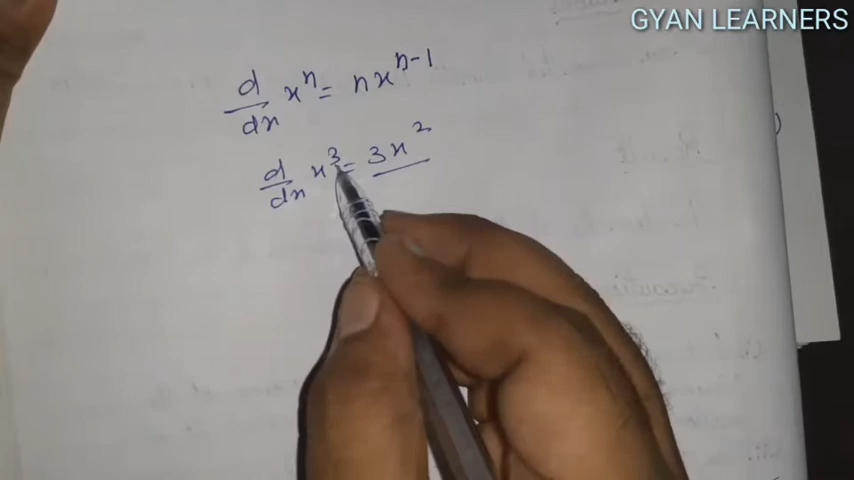 GYAN LEARNERS
d/dx x^n = nx^{n-1}
d/dx x^3 = 3x^2